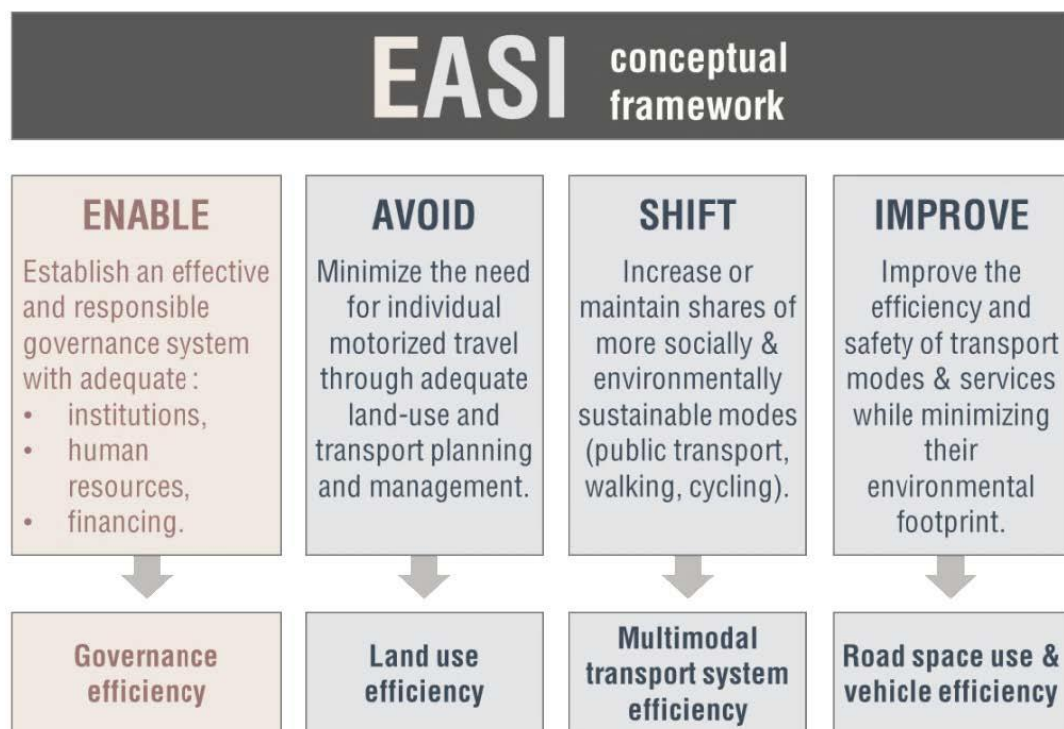 EASI conceptual
framework
ENABLE
Establish an effective
and responsible
governance system
with adequate :
• institutions,
• human
resources,
• financing.
Governance
efficiency
AVOID
Minimize the need
for individual
motorized travel
through adequate
land-use and
transport planning
and management.
Land use
efficiency
SHIFT
Increase or
maintain shares of
more socially &
environmentally
sustainable modes
(public transport,
walking, cycling).
Multimodal
transport system
efficiency
IMPROVE
Improve the
efficiency and
safety of transport
modes & services
while minimizing
their
environmental
footprint.
Road space use &
vehicle efficiency